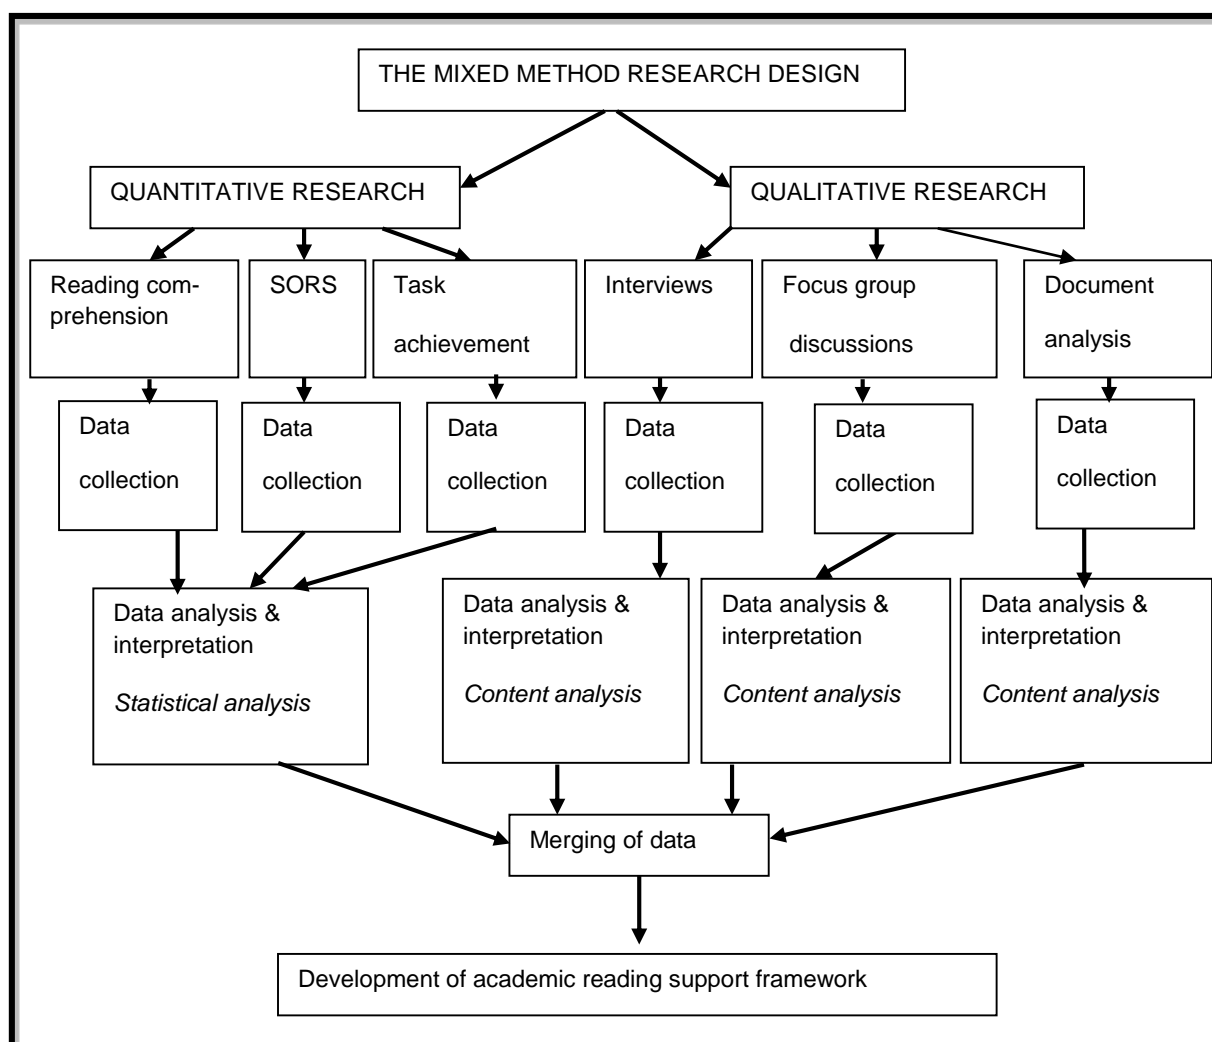 THE MIXED METHOD RESEARCH DESIGN
QUANTITATIVE RESEARCH
QUALITATIVE RESEARCH
Reading com-
prehension
SORS
Task
achievement
Interviews
Focus group
discussions
Document
analysis
Data
collection
Data
collection
Data
collection
Data
collection
Data
collection
Data
collection
Data analysis &
interpretation
Statistical analysis
Data analysis &
interpretation
Content analysis
Data analysis &
interpretation
Content analysis
Data analysis &
interpretation
Content analysis
Merging of data
Development of academic reading support framework